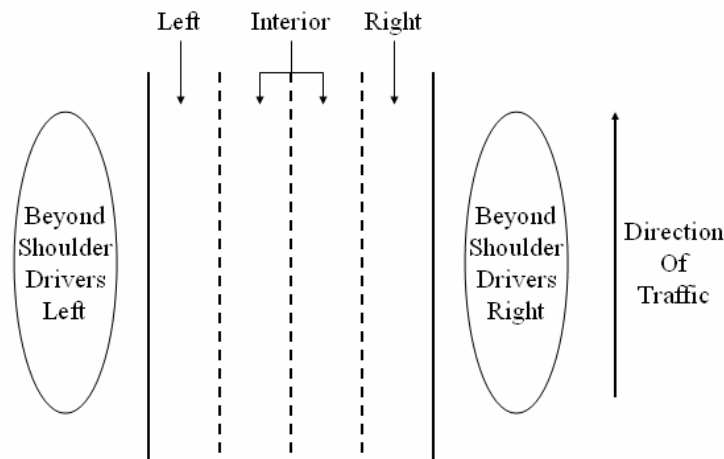 Left
Interior
Right
Beyond
Shoulder
Drivers
Left
Beyond
Shoulder
Drivers
Right
Direction
Of
Traffic